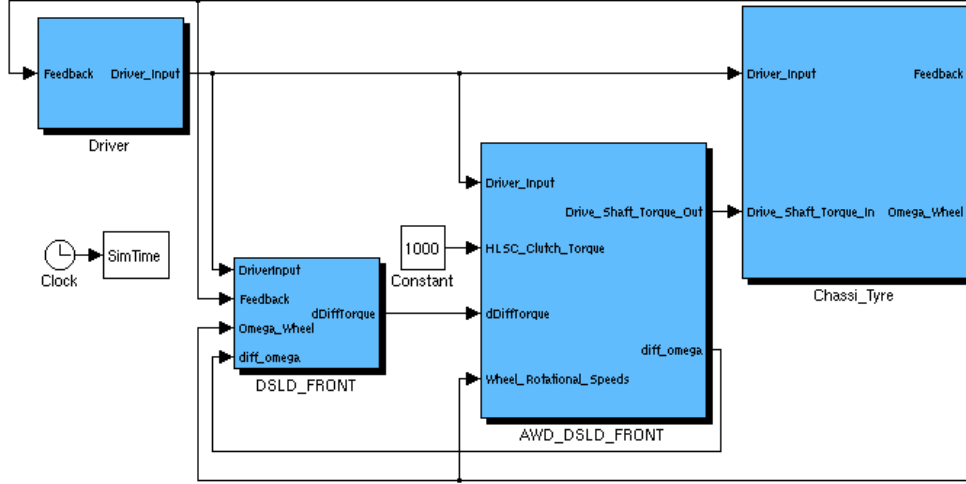 Feedback
Driver_Input
Driver
Driver_Input
Feedback
Drive_Shaft_Torque_In
Omega_Wheel
Chassi_Tyre
Driver_Input
Drive_Shaft_Torque_Out
HLSC_Clutch_Torque
dDiffTorque
diff_omega
Wheel_Rotational_Speeds
AWD_DSLD_FRONT
1000
Constant
SimTime
Clock
DriverInput
Feedback
dDiffTorque
Omega_Wheel
diff_omega
DSLD_FRONT